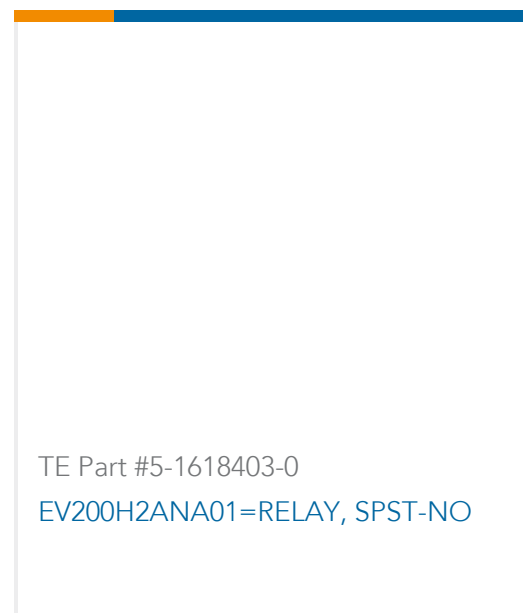 TE Part #5-1618403-0
EV200H2ANA01=RELAY, SPST-NO